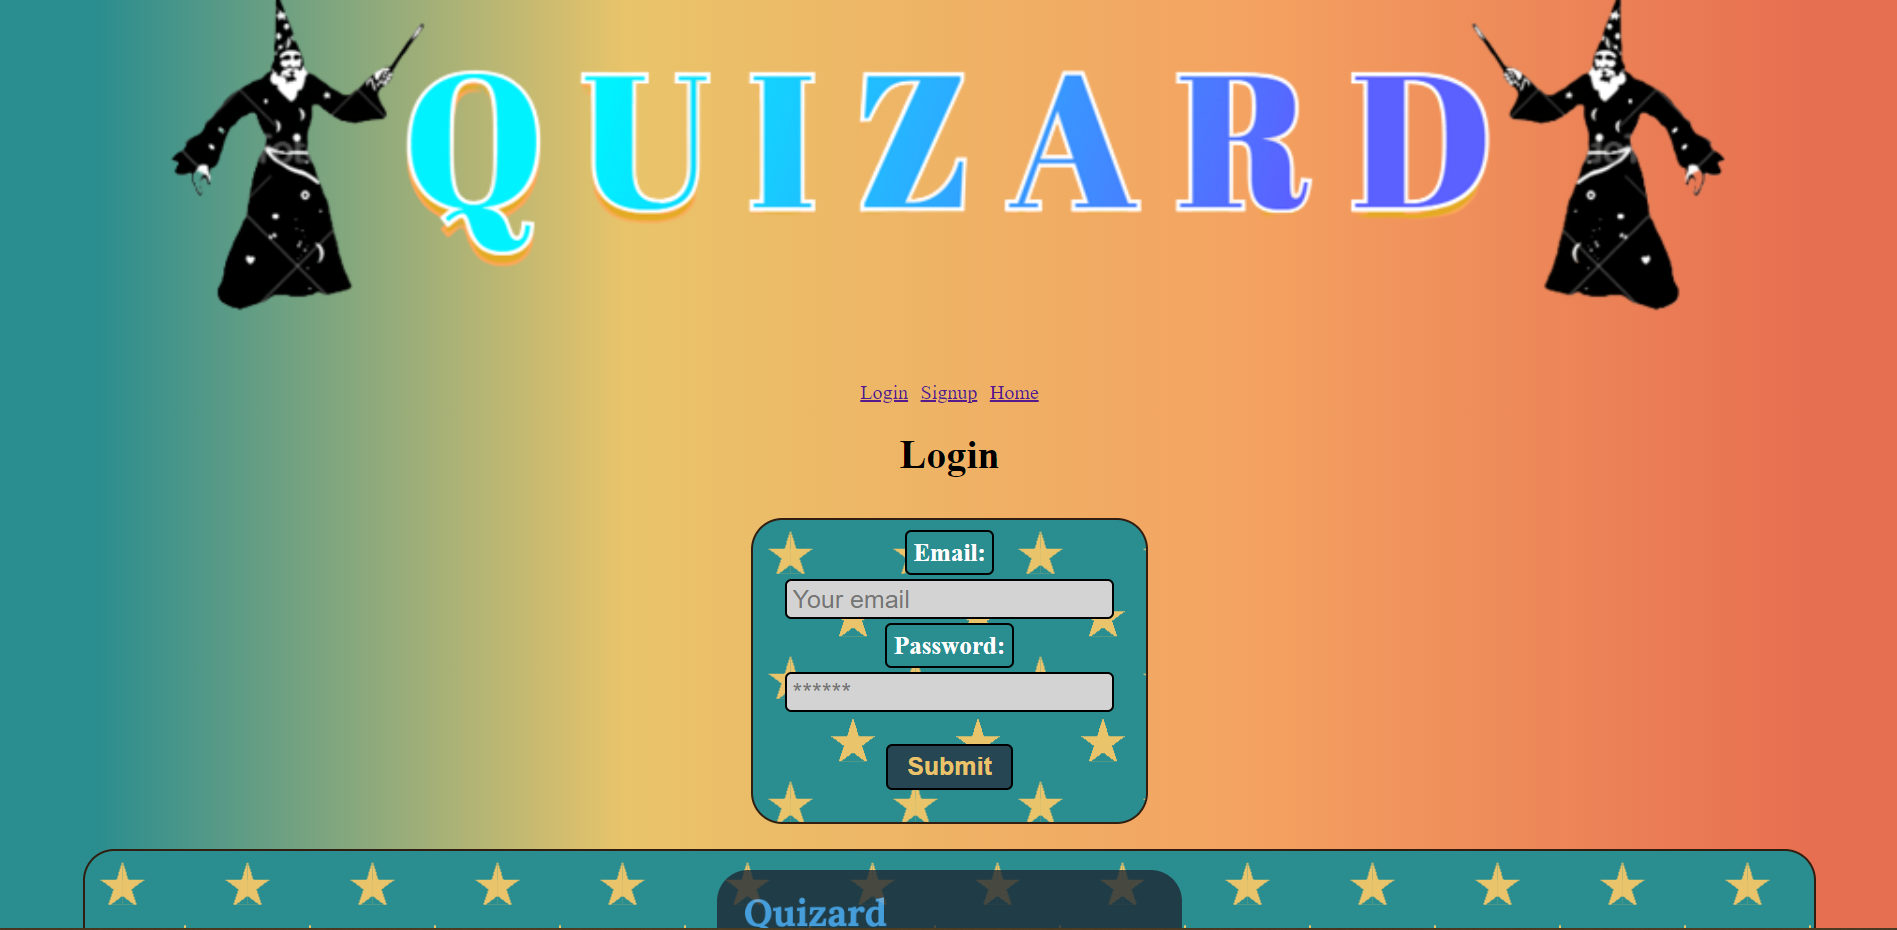 QUIZARD
Login Signup Home
Login
Email:
Your email
Password:
******
Submit
Quizard